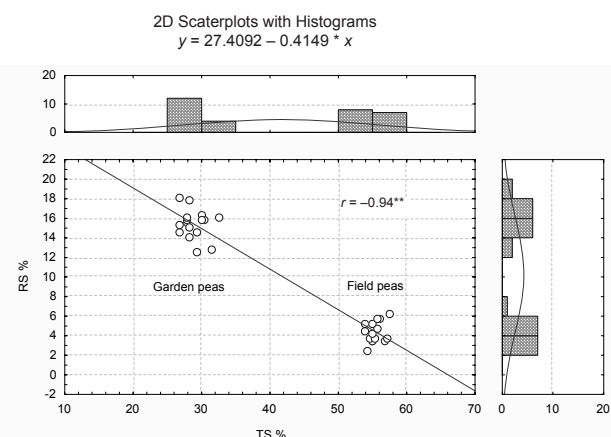 2D Scaterplots with Histograms
y = 27.4092 – 0.4149 * x
20
10
0
22
20
18
16
14
12
10
8
6
4
2
0
-2
RS %
r = –0.94**
Garden peas
Field peas
10 20 30 40 50 60 70
0 10 20
TS %